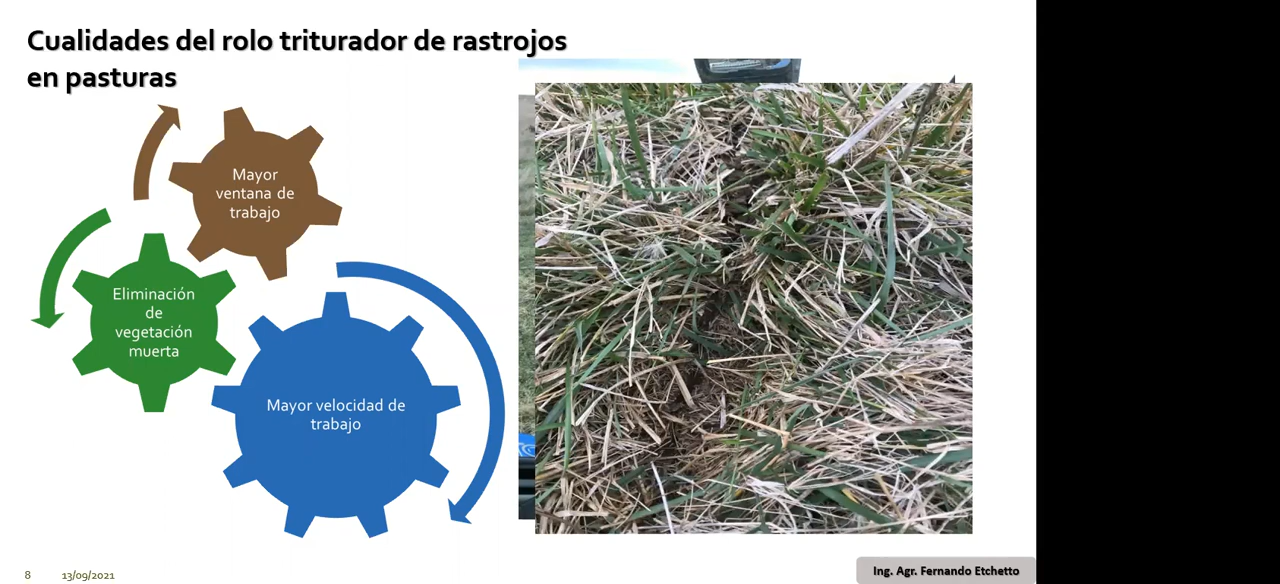 Cualidades del rolo triturador de rastrojos
en pasturas
Mayor
ventana de
trabajo
Eliminación
de
vegetación
muerta
Mayor velocidad de
trabajo
8
13/09/2021
Ing. Agr. Fernando Etchetto